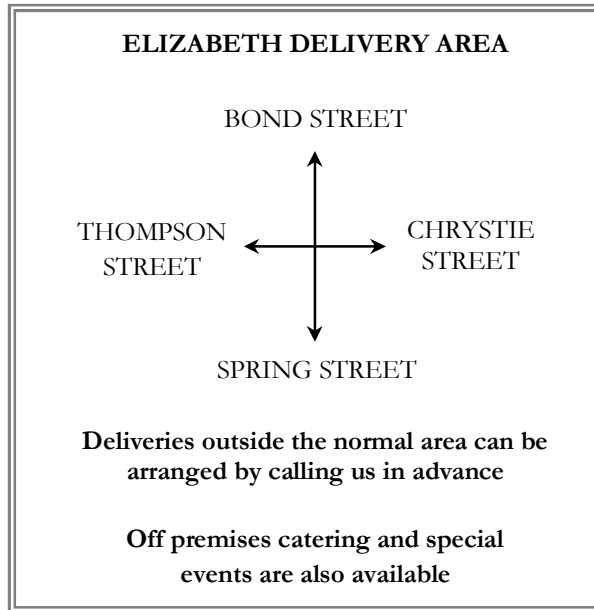 ELIZABETH DELIVERY AREA
BOND STREET
THOMPSON
STREET
CHRYSTIE
STREET
SPRING STREET
Deliveries outside the normal area can be
arranged by calling us in advance
Off premises catering and special
events are also available